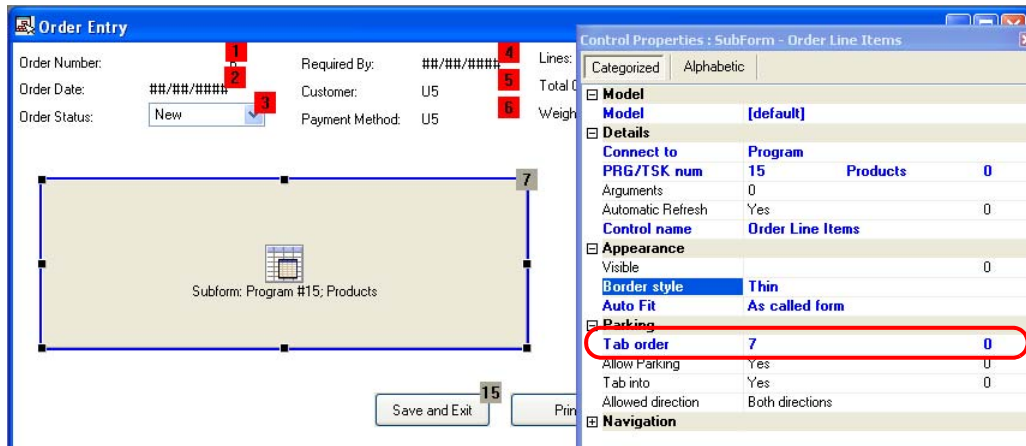 Order Entry
Control Properties : SubForm - Order Line Items
Order Number: 1 Required By: ##/##/#### 4 Lines:
Order Date: ##/##/#### 2 Customer: U5 5 Total
Order Status: New 3 Payment Method: U5 6 Weigh
7
Subform: Program #15; Products
Save and Exit 15 Prin
Categorized Alphabetic
Model
Model [default]
Details
Connect to Program
PRG/TSK num 15 Products 0
Arguments 0
Automatic Refresh Yes 0
Control name Order Line Items
Appearance
Visible 0
Border style Thin
Auto Fit As called form
Parking
Tab order 7 0
Allow Parking Yes 0
Tab into Yes 0
Allowed direction Both directions
Navigation